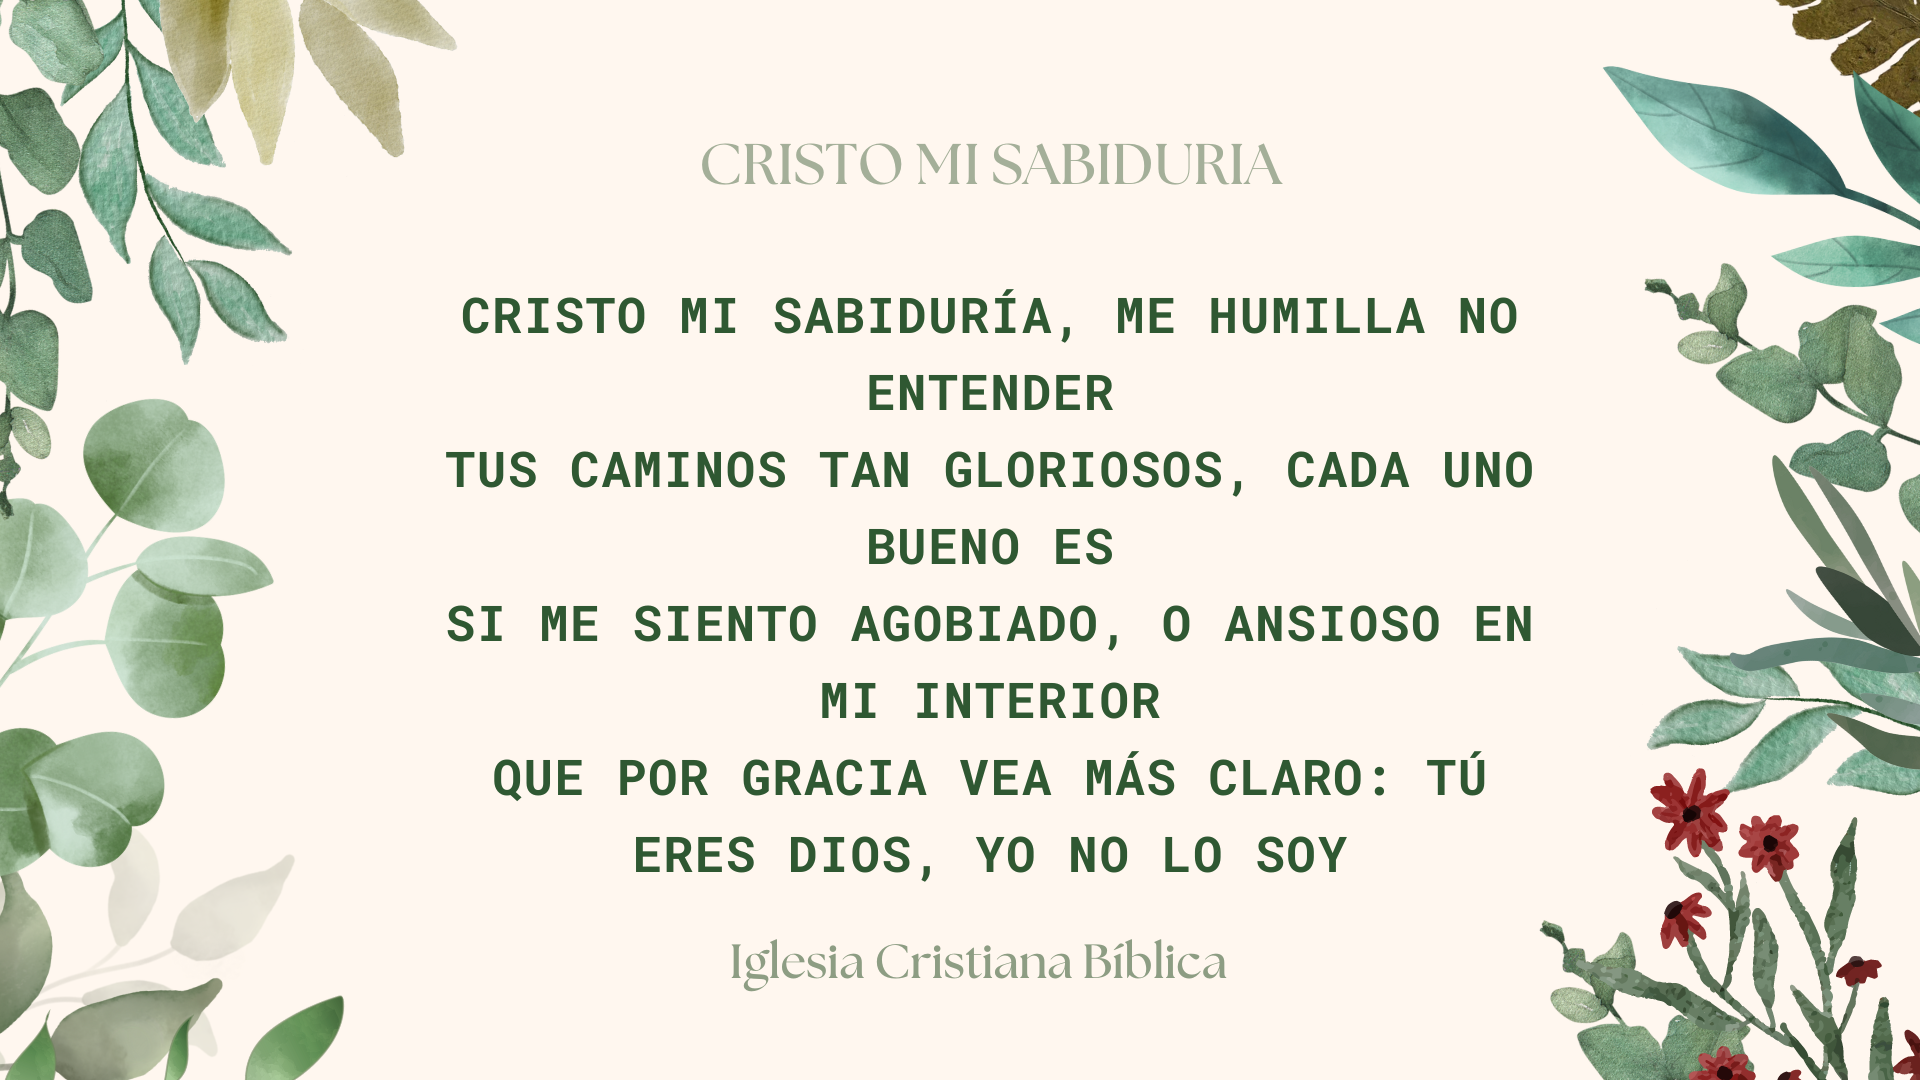 CRISTO MI SABIDURIA
CRISTO MI SABIDURÍA, ME HUMILLA NO
ENTENDER
TUS CAMINOS TAN GLORIOSOS, CADA UNO
BUENO ES
SI ME SIENTO AGOBIADO, O ANSIOSO EN
MI INTERIOR
QUE POR GRACIA VEA MÁS CLARO: TÚ
ERES DIOS, YO NO LO SOY
Iglesia Cristiana Bíblica